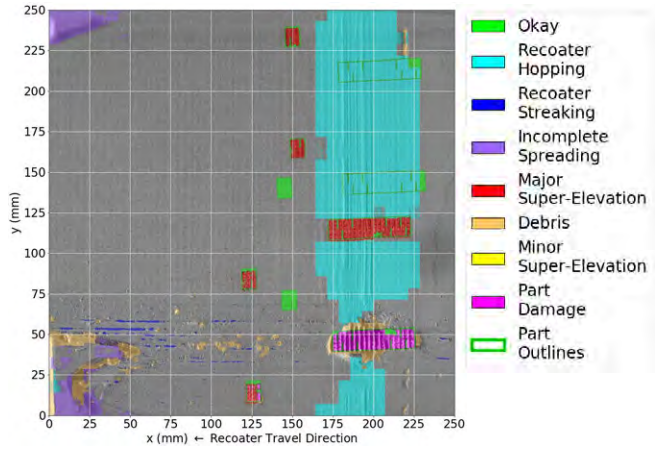 250
225
200
175
150
125
100
75
50
25
0
y (mm)
0 25 50 75 100 125 150 175 200 225 250
x (mm) ← Recoater Travel Direction
Okay
Recoater
Hopping
Recoater
Streaking
Incomplete
Spreading
Major
Super-Elevation
Debris
Minor
Super-Elevation
Part
Damage
Part
Outlines